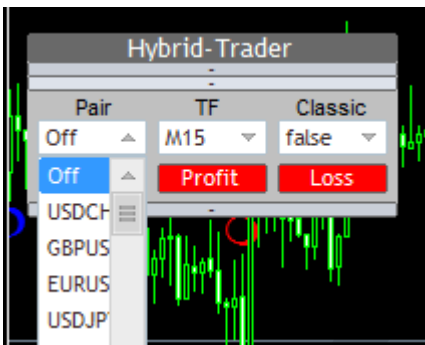 Hybrid-Trader
-
-
Pair TF Classic
Off M15 false
Off Profit Loss
USDCH
GBPUS
EURUS
USDJP
-